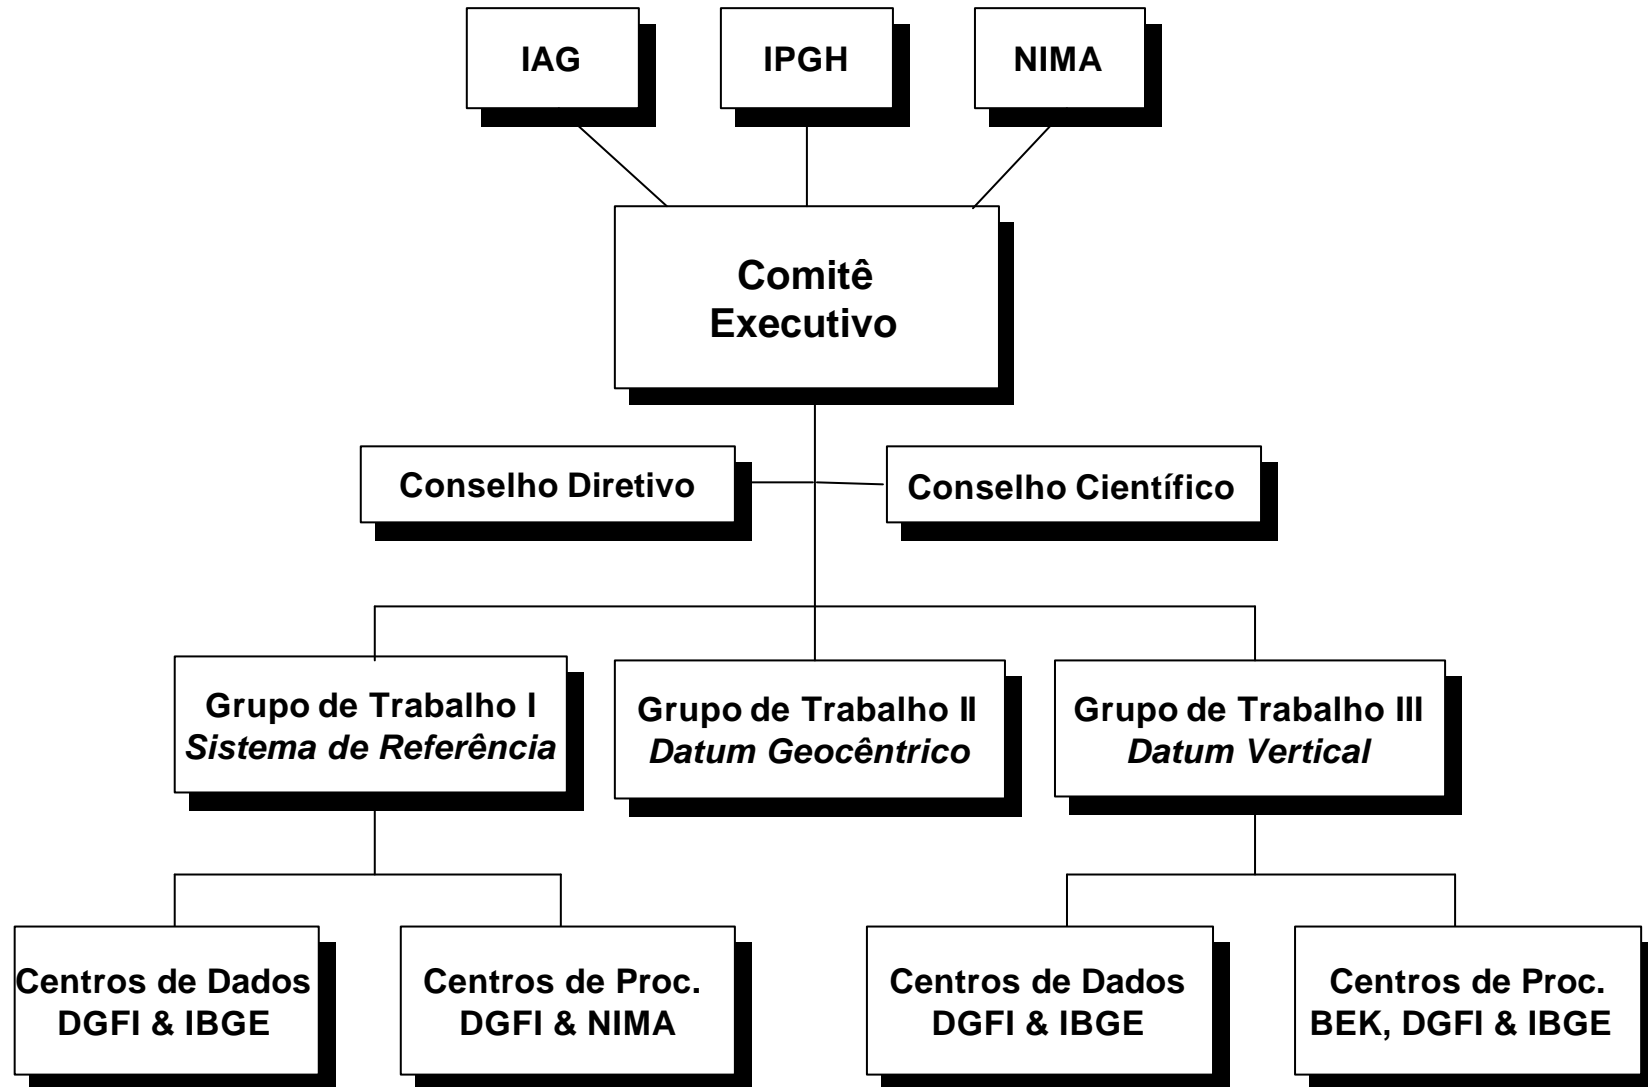 IAG
IPGH
NIMA
Comitê
Executivo
Conselho Diretivo
Conselho Científico
Grupo de Trabalho I
Sistema de Referência
Grupo de Trabalho II
Datum Geocêntrico
Grupo de Trabalho III
Datum Vertical
Centros de Dados
DGFI & IBGE
Centros de Proc.
DGFI & NIMA
Centros de Dados
DGFI & IBGE
Centros de Proc.
BEK, DGFI & IBGE